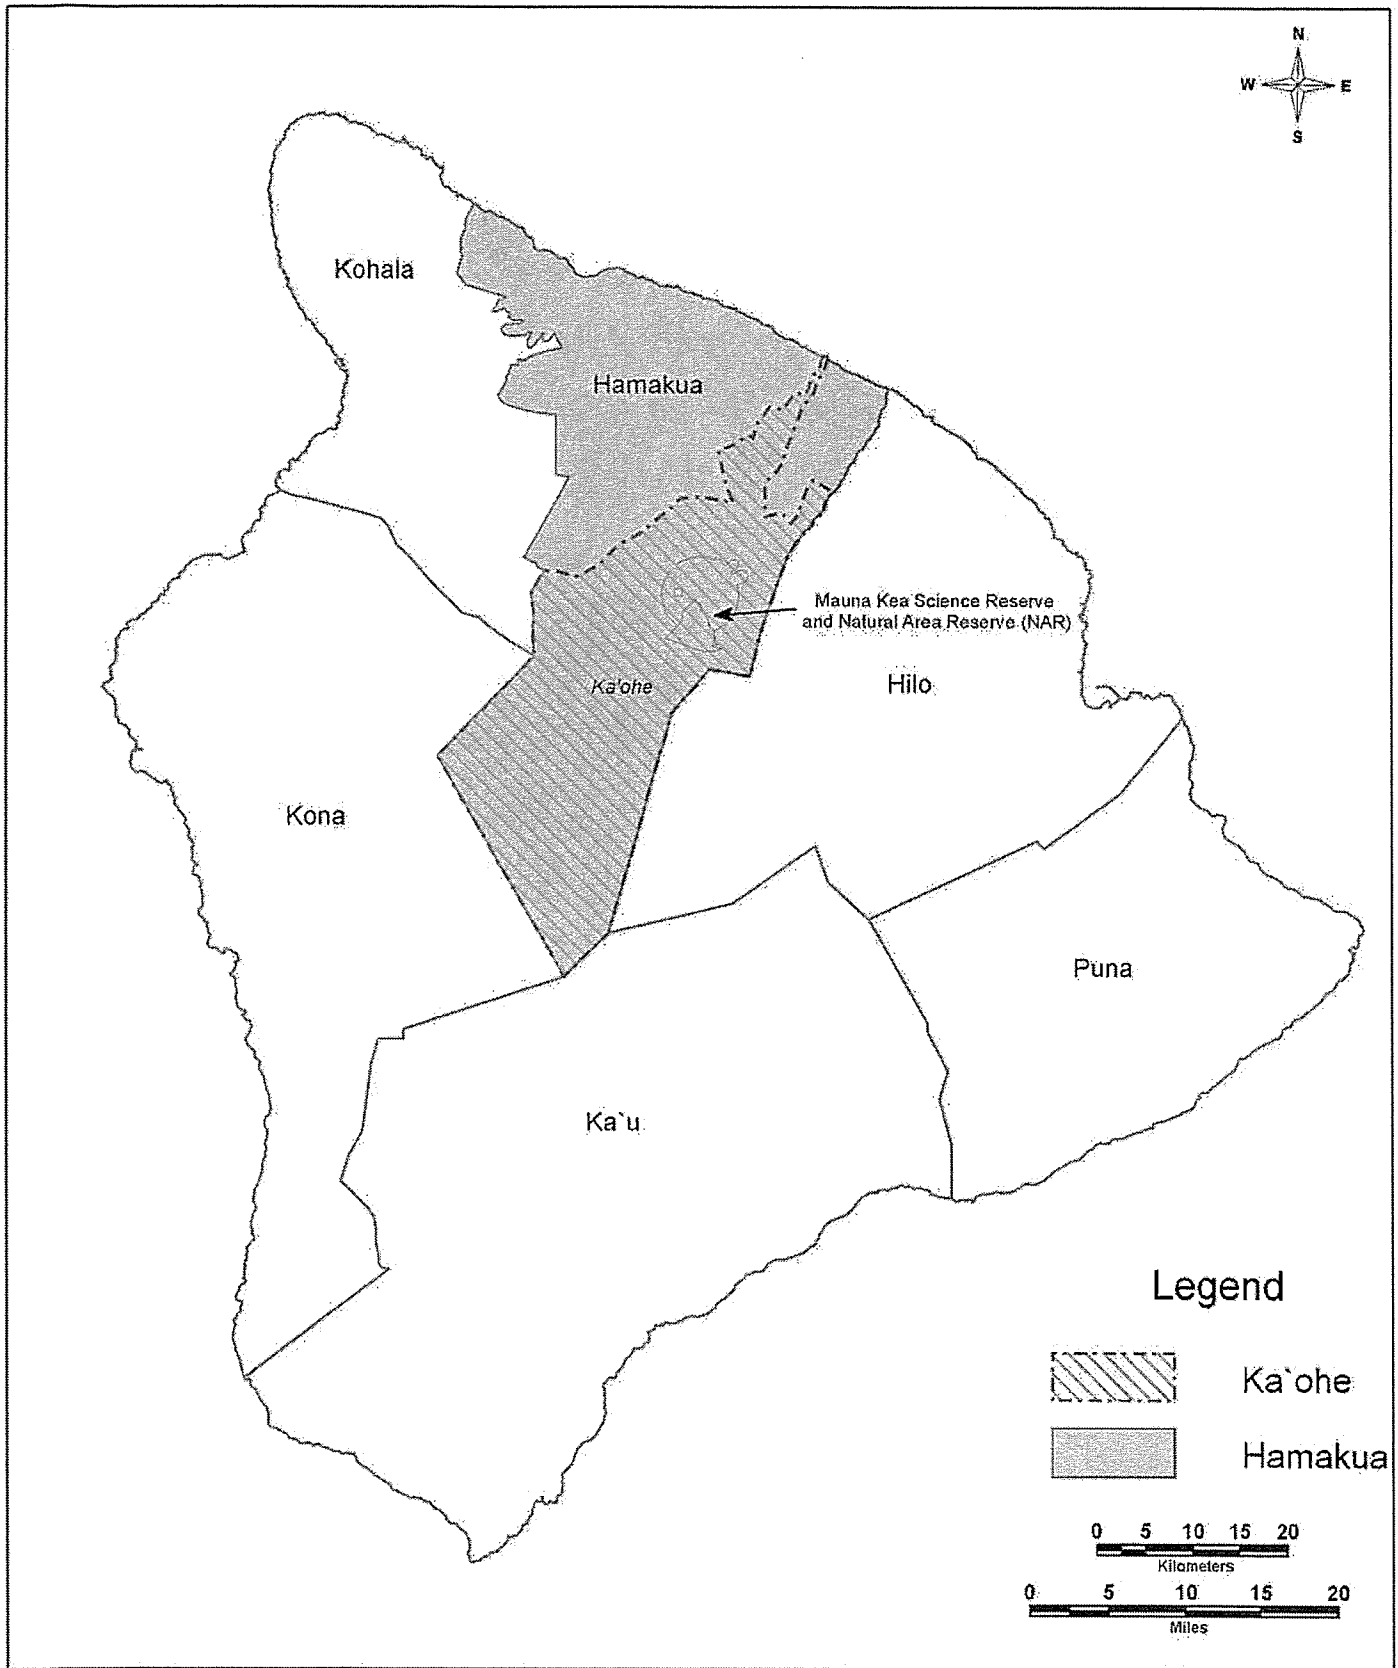 N
W E
S
Kohala
Hamakua
Mauna Kea Science Reserve
and Natural Area Reserve (NAR)
Ka'ohe
Hilo
Kona
Puna
Ka`u
Legend
Ka`ohe
Hamakua
0 5 10 15 20
Kilometers
0 5 10 15 20
Miles